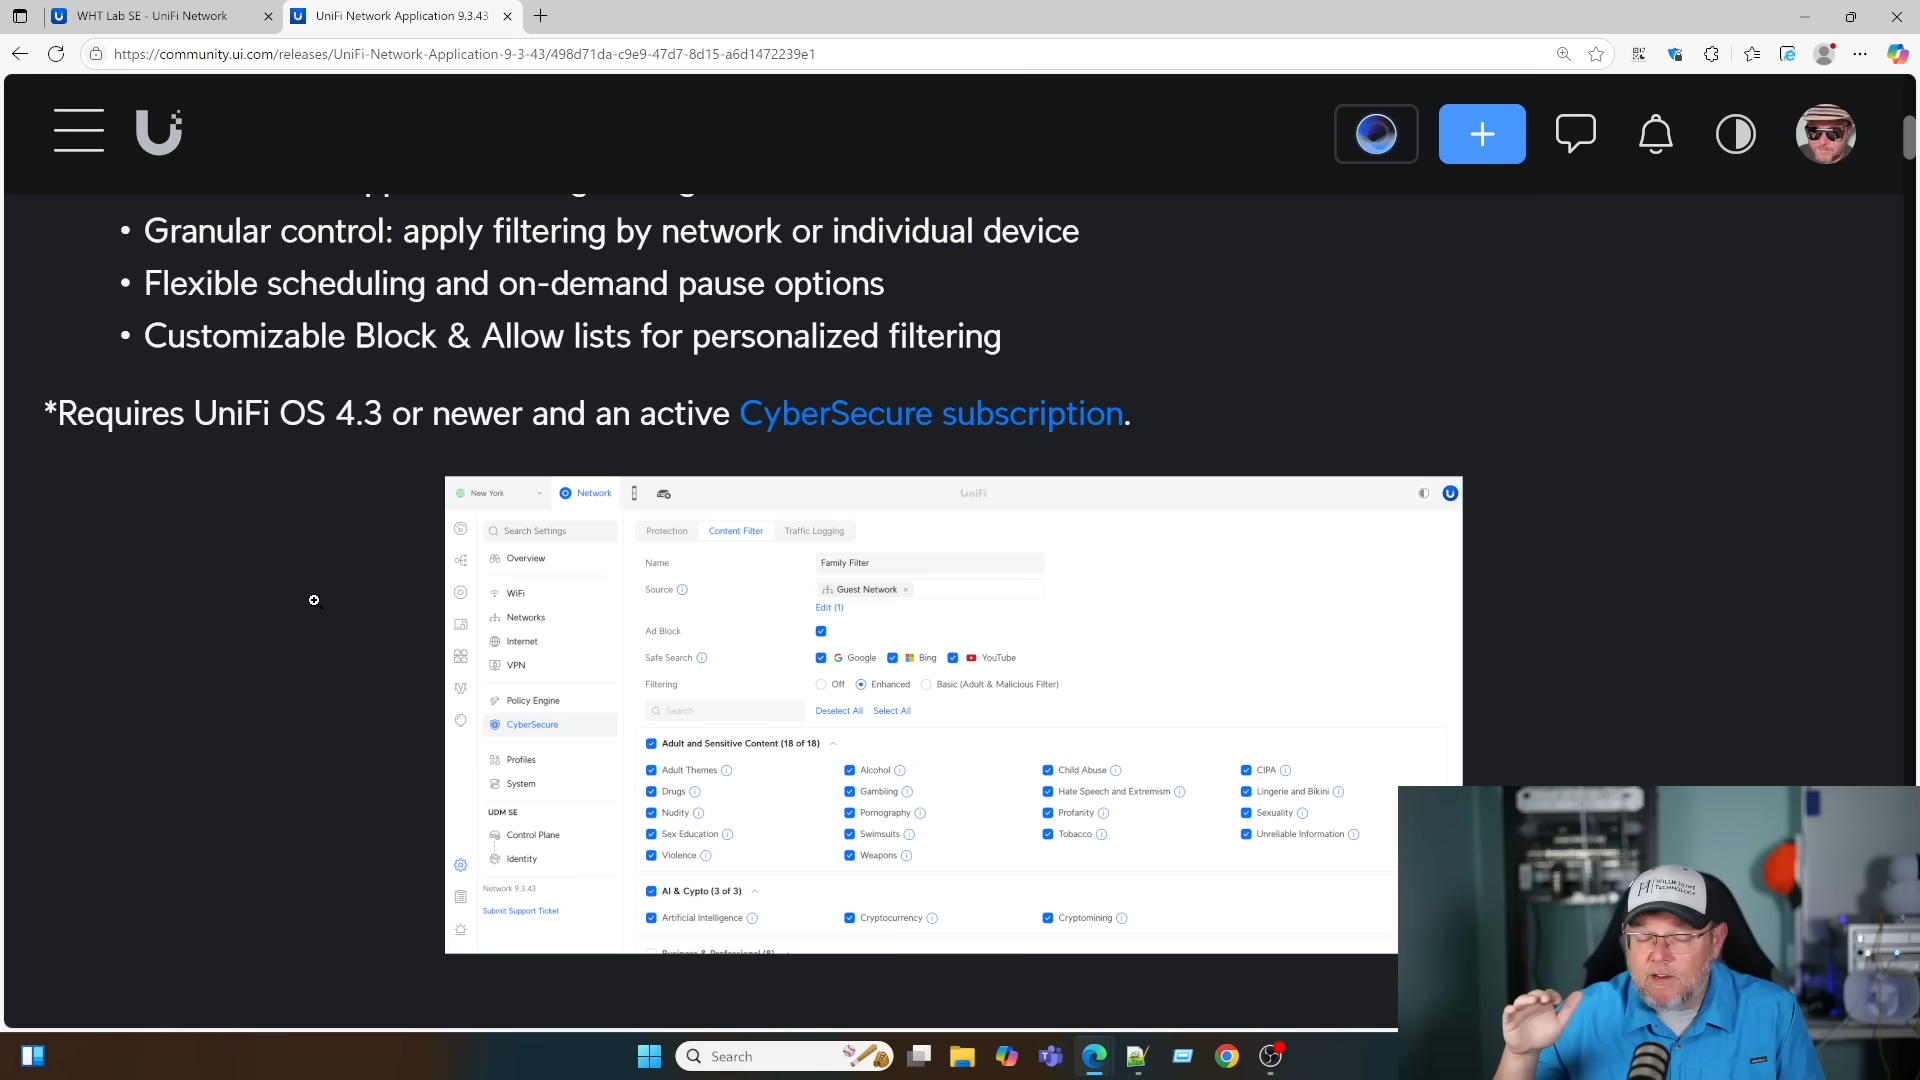 WHT Lab SE - UniFi Network
UniFi Network Application 9.3.43
https://community.ui.com/releases/UniFi-Network-Application-9-3-43/498d71da-c9e9-47d7-8d15-a6d1472239e1
• Granular control: apply filtering by network or individual device
• Flexible scheduling and on-demand pause options
• Customizable Block & Allow lists for personalized filtering
*Requires UniFi OS 4.3 or newer and an active CyberSecure subscription.
New York
Network
UniFi
Search Settings
Protection
Content Filter
Traffic Logging
Overview
WiFi
Networks
Internet
VPN
Policy Engine
CyberSecure
Profiles
System
UDM SE
Control Plane
Identity
Network 9.3.43
Submit Support Ticket
Name
Family Filter
Source
Guest Network ×
Edit (1)
Ad Block
Safe Search
Google
Bing
YouTube
Filtering
Off
Enhanced
Basic (Adult & Malicious Filter)
Search
Deselect All
Select All
Adult and Sensitive Content (18 of 18)
Adult Themes
Alcohol
Child Abuse
CIPA
Drugs
Gambling
Hate Speech and Extremism
Lingerie and Bikini
Nudity
Pornography
Profanity
Sexuality
Sex Education
Swimsuits
Tobacco
Unreliable Information
Violence
Weapons
AI & Crypto (3 of 3)
Artificial Intelligence
Cryptocurrency
Cryptomining
Business & Professional (8)
WILLIE HOWE
TECHNOLOGY
Search